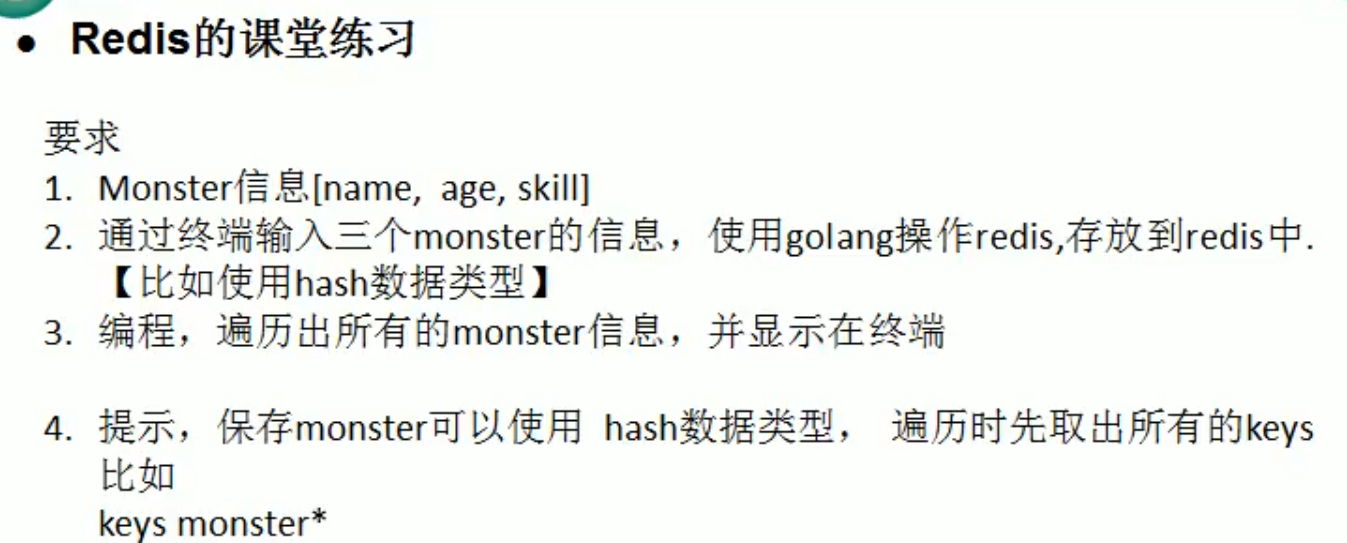 • Redis的课堂练习
要求
1. Monster信息[name, age, skill]
2. 通过终端输入三个monster的信息，使用golang操作redis,存放到redis中.
【比如使用hash数据类型】
3. 编程，遍历出所有的monster信息，并显示在终端
4. 提示，保存monster可以使用 hash数据类型， 遍历时先取出所有的keys
比如
keys monster*